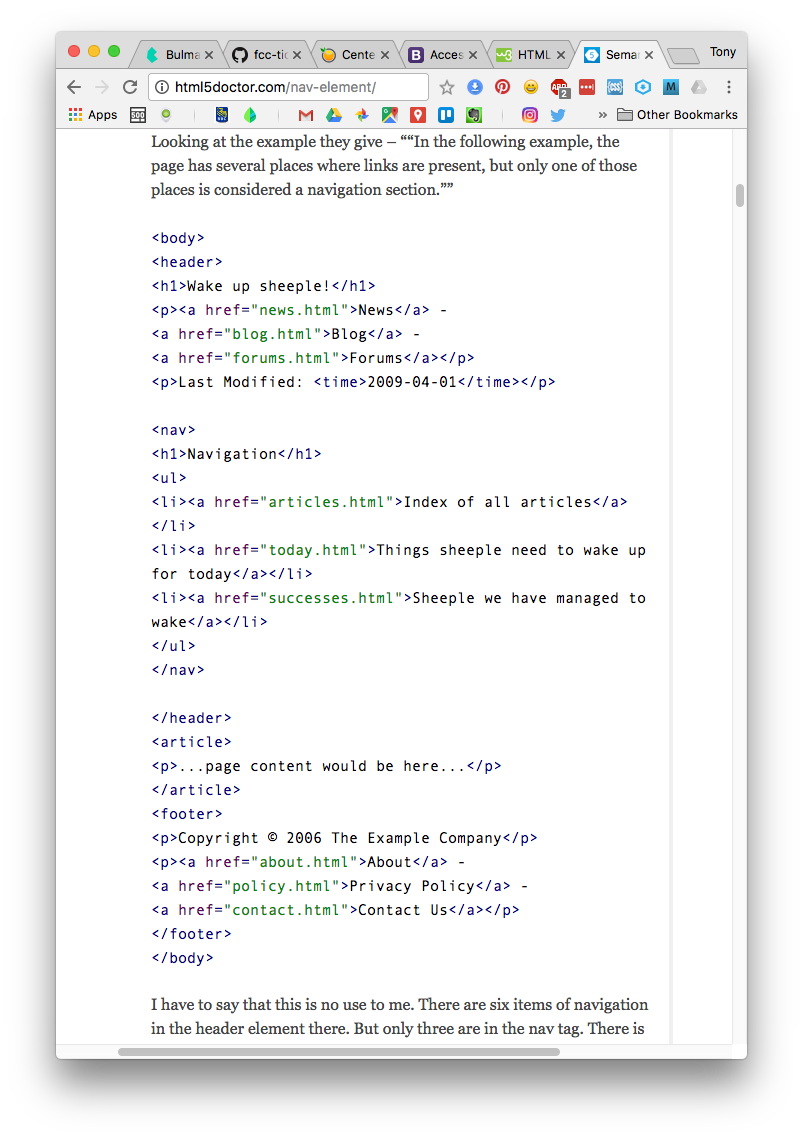 Bulma
fcc-tic
Cente
Acces
HTML
Semar
Tony
html5doctor.com/nav-element/
ABP
2
CSS
M
Apps
500
RBC
Other Bookmarks
Looking at the example they give – ““In the following example, the
page has several places where links are present, but only one of those
places is considered a navigation section.””
<body>
<header>
<h1>Wake up sheeple!</h1>
<p><a href="news.html">News</a> -
<a href="blog.html">Blog</a> -
<a href="forums.html">Forums</a></p>
<p>Last Modified: <time>2009-04-01</time></p>
<nav>
<h1>Navigation</h1>
<ul>
<li><a href="articles.html">Index of all articles</a>
</li>
<li><a href="today.html">Things sheeple need to wake up
for today</a></li>
<li><a href="successes.html">Sheeple we have managed to
wake</a></li>
</ul>
</nav>
</header>
<article>
<p>...page content would be here...</p>
</article>
<footer>
<p>Copyright © 2006 The Example Company</p>
<p><a href="about.html">About</a> -
<a href="policy.html">Privacy Policy</a> -
<a href="contact.html">Contact Us</a></p>
</footer>
</body>
I have to say that this is no use to me. There are six items of navigation
in the header element there. But only three are in the nav tag. There is